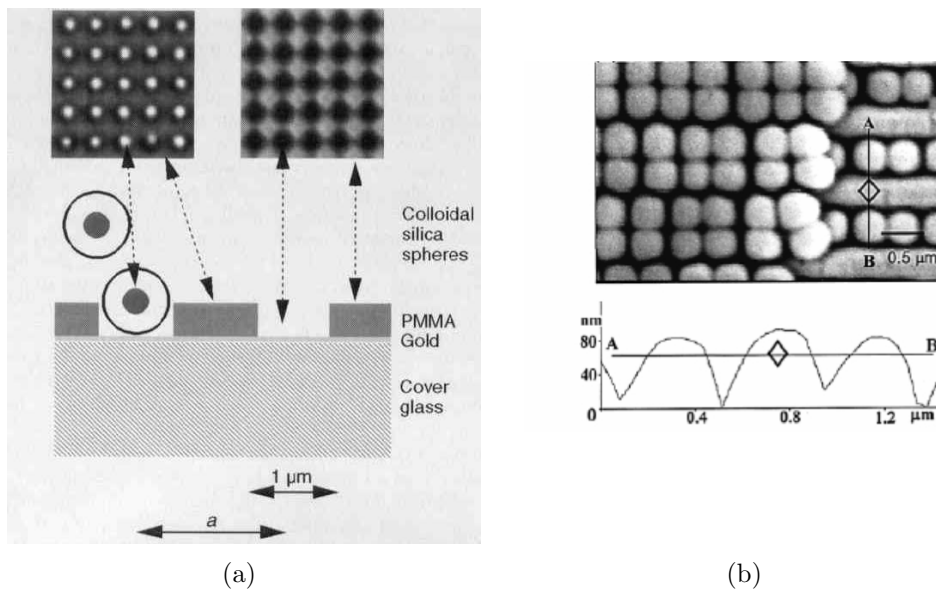 Colloidal
silica
spheres
PMMA
Gold
Cover
glass
1 μm
a
(a)
A
B
0.5 μm
nm
80
40
0
A
B
0.4
0.8
1.2
μm
(b)